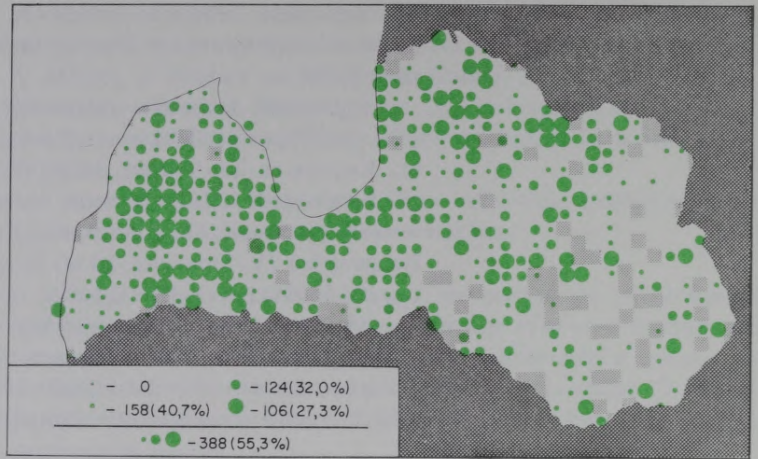 - 0 - 124(32,0%)
- 158(40,7%) - 106(27,3%)
- 388(55,3%)